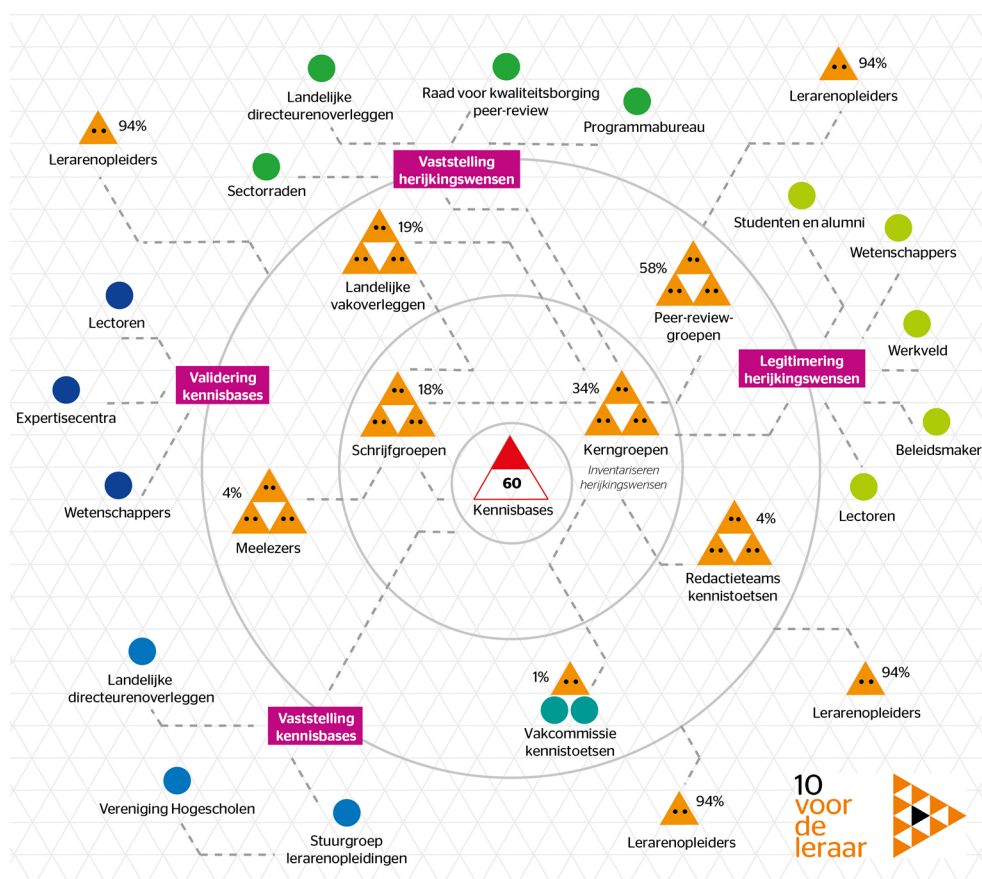 Landelijke
directeurenoverleggen
Raad voor kwaliteitsborging
peer-review
Programmabureau
94%
Lerarenopleiders
94%
Lerarenopleiders
Sectorraden
Vaststelling
herijkingswensen
Studenten en alumni
Wetenschappers
19%
Landelijke
vakoverleggen
58%
Peer-review-
groepen
Lectoren
Werkveld
Validering
kennisbases
Legitimering
herijkingswensen
Expertisecentra
18%
Schrijfgroepen
34%
Kerngroepen
Inventariseren
herijkingswensen
Beleidsmaker
60
Kennisbases
Wetenschappers
4%
Meelezers
Lectoren
4%
Redactieteams
kennistoetsen
Landelijke
directeurenoverleggen
1%
Vakcommissie
kennistoetsen
94%
Lerarenopleiders
Vaststelling
kennisbases
Vereniging Hogescholen
Stuurgroep
lerarenopleidingen
94%
Lerarenopleiders
10
voor
de
leraar